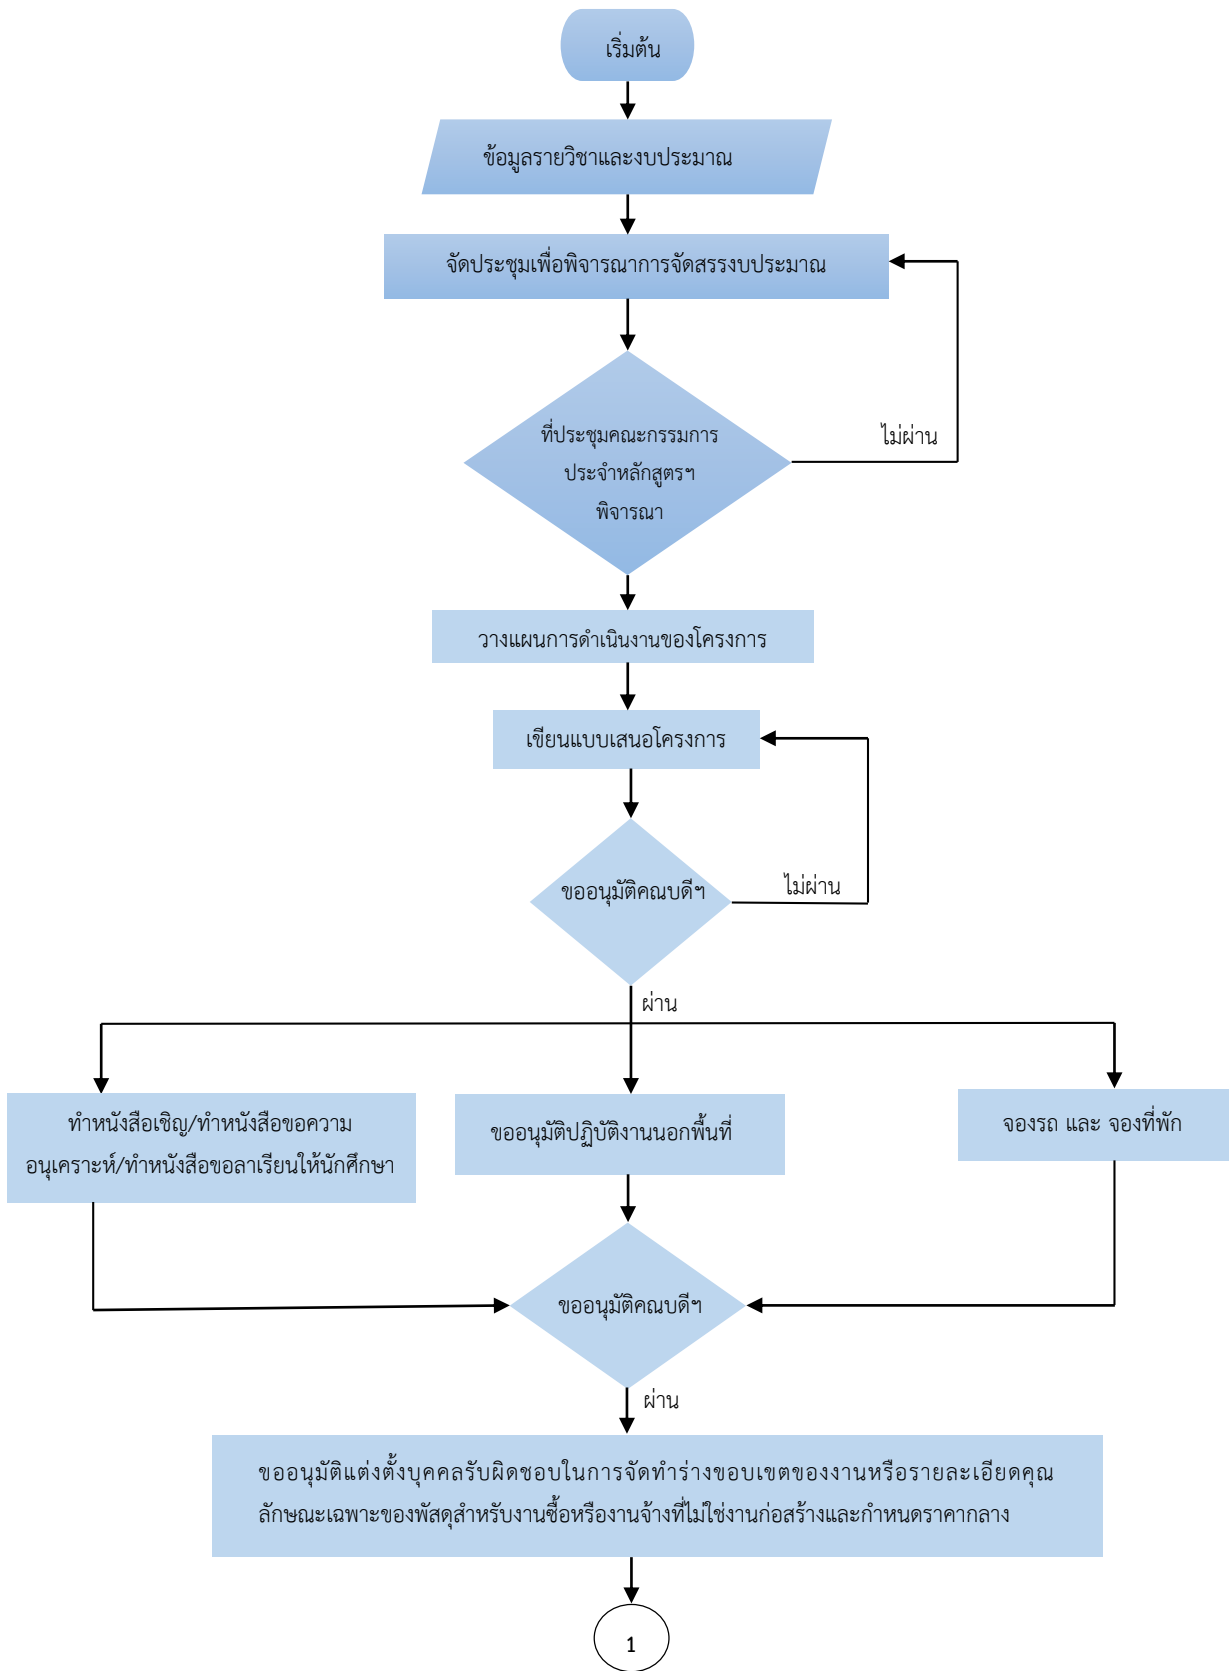 เริ่มต้น
ข้อมูลรายวิชาและงบประมาณ
จัดประชุมเพื่อพิจารณาการจัดสรรงบประมาณ
ที่ประชุมคณะกรรมการ
ประจำหลักสูตรฯ
พิจารณา
ไม่ผ่าน
วางแผนการดำเนินงานของโครงการ
เขียนแบบเสนอโครงการ
ขออนุมัติคณบดีฯ
ไม่ผ่าน
ผ่าน
ทำหนังสือเชิญ/ทำหนังสือขอความ
อนุเคราะห์/ทำหนังสือขอลาเรียนให้นักศึกษา
ขออนุมัติปฏิบัติงานนอกพื้นที่
จองรถ และ จองที่พัก
ขออนุมัติคณบดีฯ
ผ่าน
ขออนุมัติแต่งตั้งบุคคลรับผิดชอบในการจัดทำร่างขอบเขตของงานหรือรายละเอียดคุณ
ลักษณะเฉพาะของพัสดุสำหรับงานซื้อหรืองานจ้างที่ไม่ใช่งานก่อสร้างและกำหนดราคากลาง
1